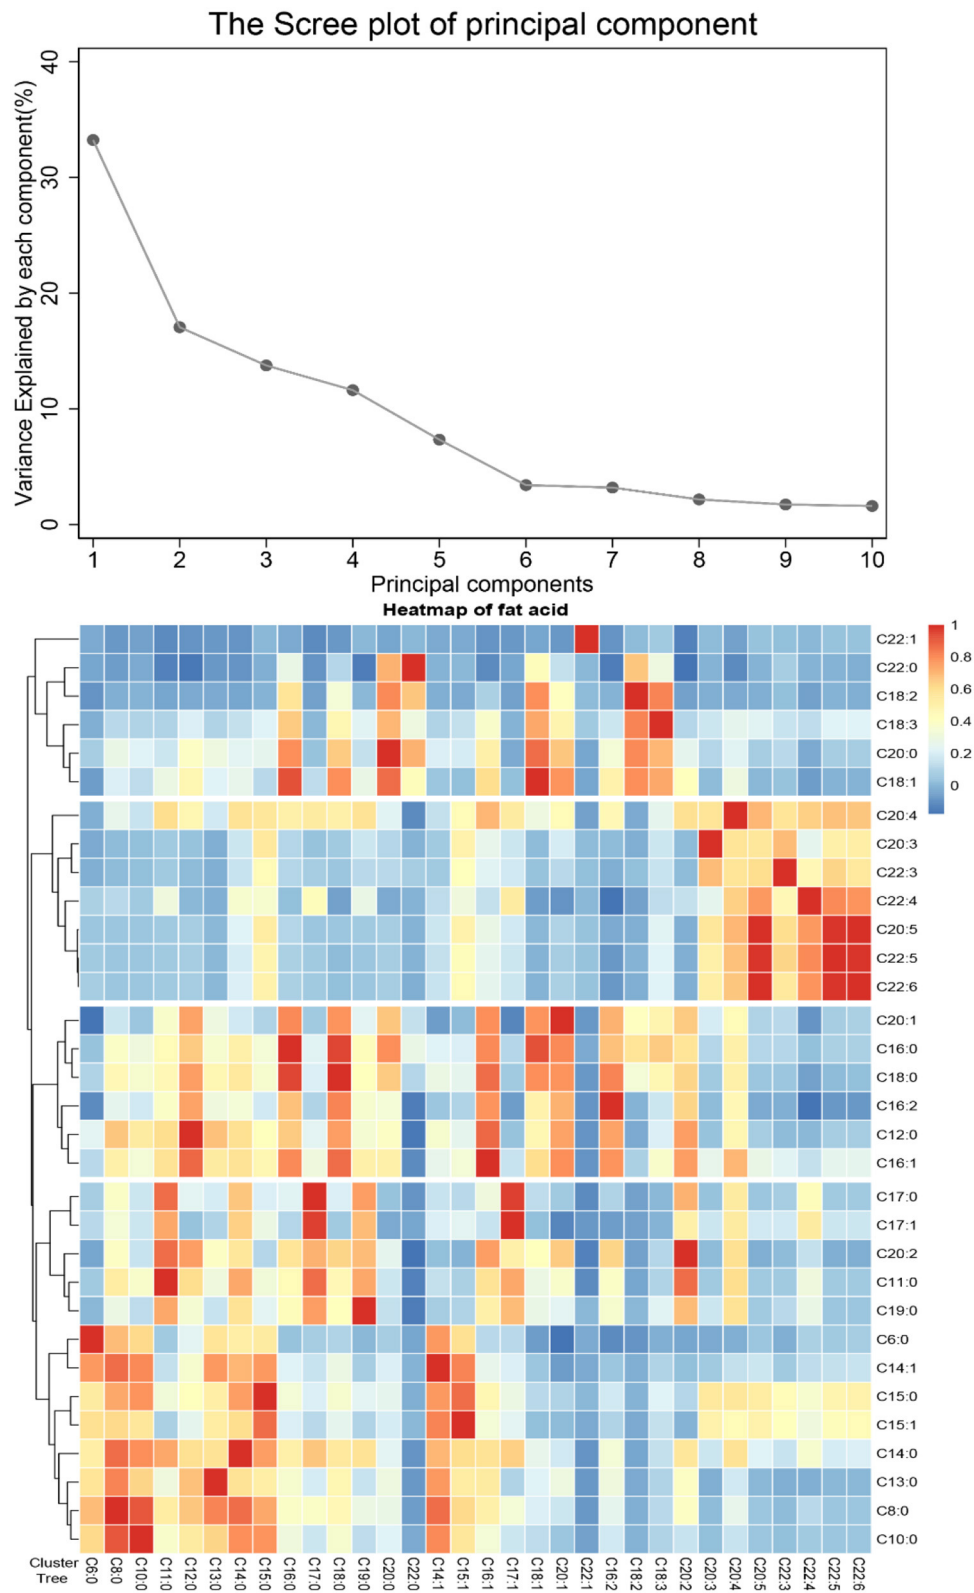 The Scree plot of principal component
Variance Explained by each component(%)
40
30
20
10
0
1 2 3 4 5 6 7 8 9 10
Principal components
Heatmap of fat acid
C22:1
C22:0
C18:2
C18:3
C20:0
C18:1
C20:4
C20:3
C22:3
C22:4
C20:5
C22:5
C22:6
C20:1
C16:0
C18:0
C16:2
C12:0
C16:1
C17:0
C17:1
C20:2
C11:0
C19:0
C6:0
C14:1
C15:0
C15:1
C14:0
C13:0
C8:0
C10:0
1
0.8
0.6
0.4
0.2
0
Cluster
Tree
C6:0 C8:0 C10:0 C11:0 C12:0 C13:0 C14:0 C15:0 C16:0 C17:0 C18:0 C19:0 C20:0 C22:0 C14:1 C15:1 C16:1 C17:1 C18:1 C20:1 C22:1 C16:2 C18:2 C18:3 C20:2 C20:3 C20:4 C20:5 C22:3 C22:4 C22:5 C22:6